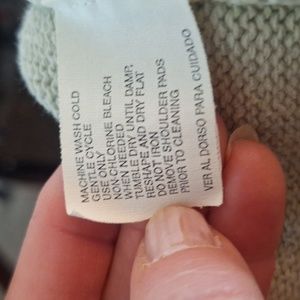 MACHINE WASH COLD
GENTLE CYCLE
USE ONLY
NON-CHLORINE BLEACH
WHEN NEEDED
TUMBLE DRY UNTIL DAMP,
RESHAPE AND DRY FLAT
DO NOT IRON
REMOVE SHOULDER PADS
PRIOR TO CLEANING
VER AL DORSO PARA CUIDADO